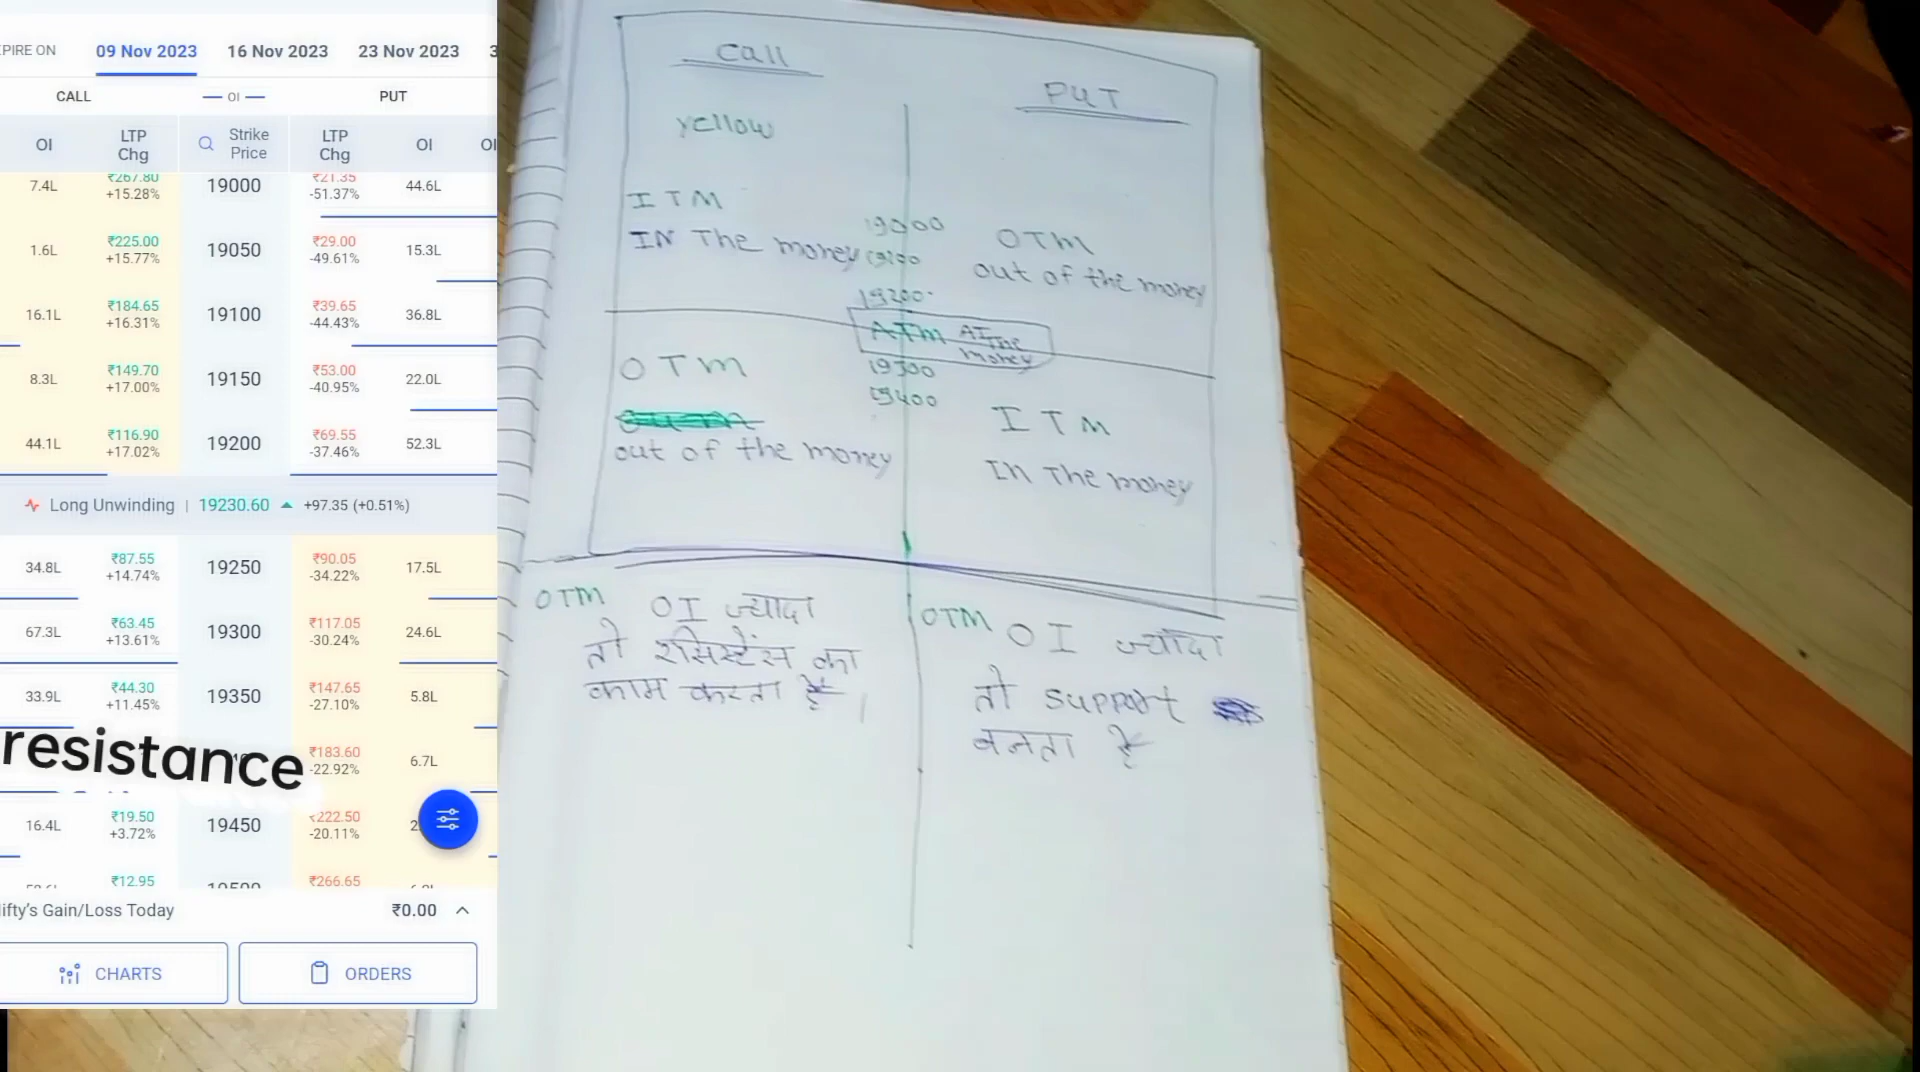 PIRE ON 09 Nov 2023 16 Nov 2023 23 Nov 2023 3
CALL OI PUT
OI LTP Chg Strike Price LTP Chg OI OI
7.4L ₹267.80 +15.28% 19000 ₹21.35 -51.37% 44.6L
1.6L ₹225.00 +15.77% 19050 ₹29.00 -49.61% 15.3L
16.1L ₹184.65 +16.31% 19100 ₹39.65 -44.43% 36.8L
8.3L ₹149.70 +17.00% 19150 ₹53.00 -40.95% 22.0L
44.1L ₹116.90 +17.02% 19200 ₹69.55 -37.46% 52.3L
Long Unwinding | 19230.60 +97.35 (+0.51%)
34.8L ₹87.55 +14.74% 19250 ₹90.05 -34.22% 17.5L
67.3L ₹63.45 +13.61% 19300 ₹117.05 -30.24% 24.6L
33.9L ₹44.30 +11.45% 19350 ₹147.65 -27.10% 5.8L
resistance ₹183.60 -22.92% 6.7L
16.4L ₹19.50 +3.72% 19450 ₹222.50 -20.11% 2
₹12.95 ₹266.65
ifty's Gain/Loss Today ₹0.00
CHARTS ORDERS
Call
PUT
yellow
ITM
IN The money
19000
19100
19200
OTM
out of the money
ATM AT The money
19300
19400
OTM
out of the money
ITM
IN The money
OTM OI ज्यादा
तो रसिस्टेंस का
काम करता है
OTM OI ज्यादा
तो support
बनता है